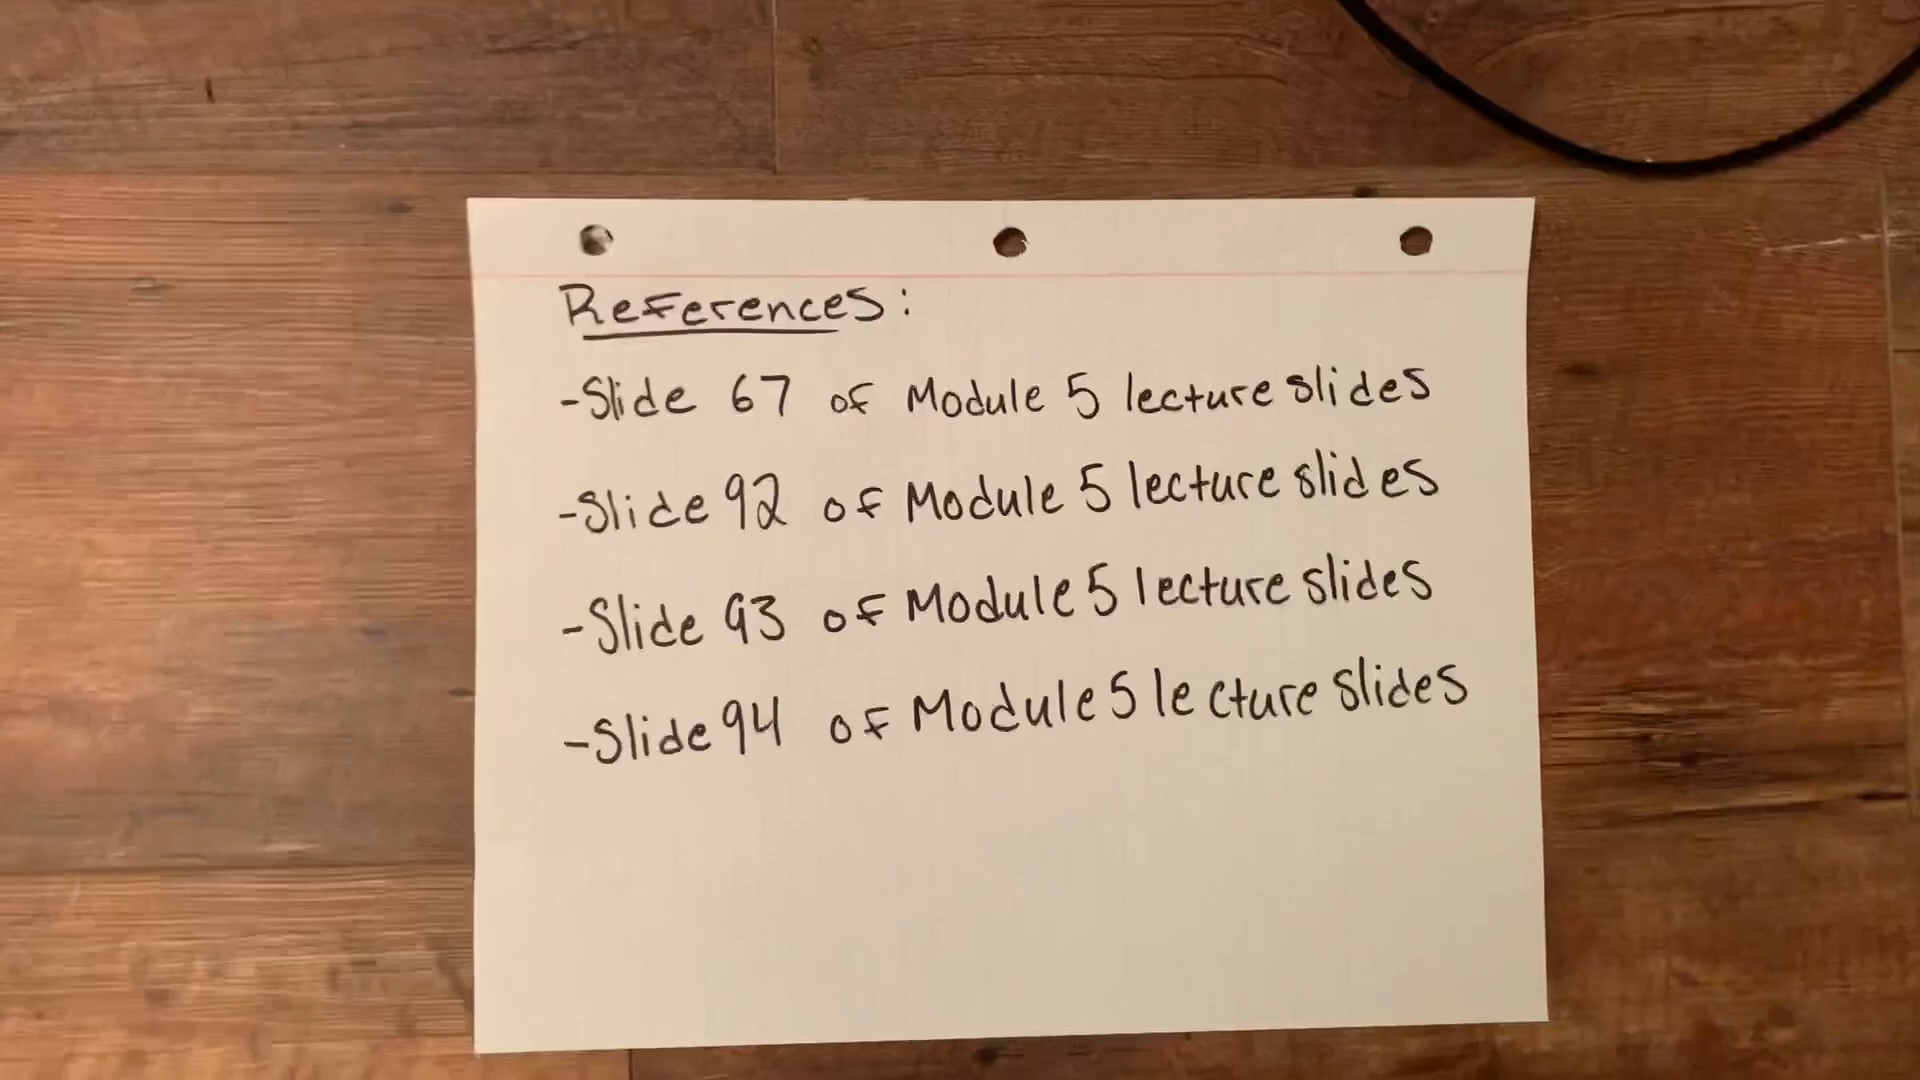 References:
-Slide 67 of Module 5 lecture slides
-Slide 92 of Module 5 lecture slides
-Slide 93 of Module 5 lecture slides
-Slide 94 of Module 5 lecture slides